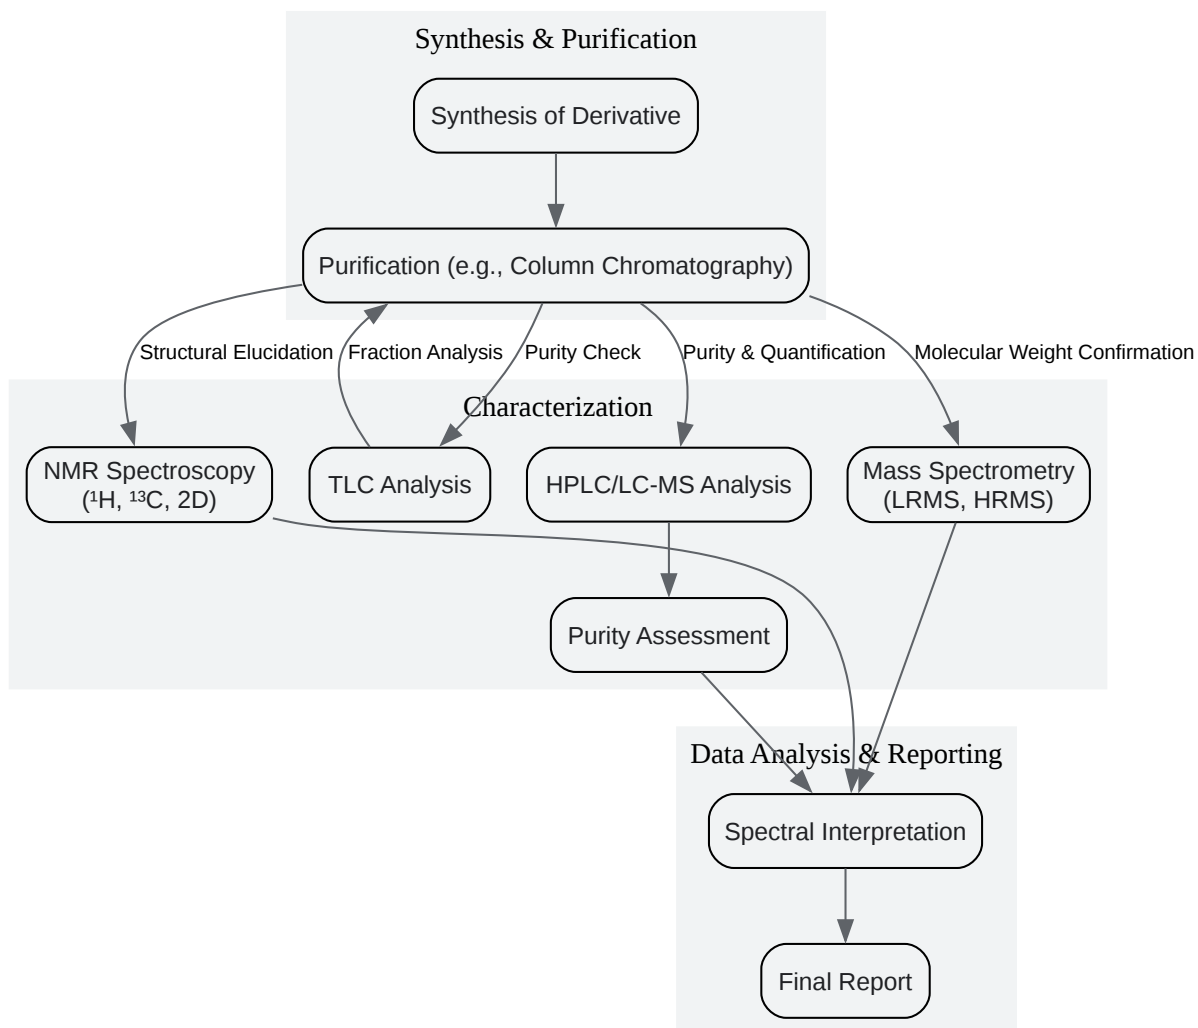 Synthesis & Purification
Synthesis of Derivative
Purification (e.g., Column Chromatography)
Structural Elucidation
Fraction Analysis
Purity Check
Purity & Quantification
Molecular Weight Confirmation
Characterization
NMR Spectroscopy
(¹H, ¹³C, 2D)
TLC Analysis
HPLC/LC-MS Analysis
Mass Spectrometry
(LRMS, HRMS)
Purity Assessment
Data Analysis & Reporting
Spectral Interpretation
Final Report